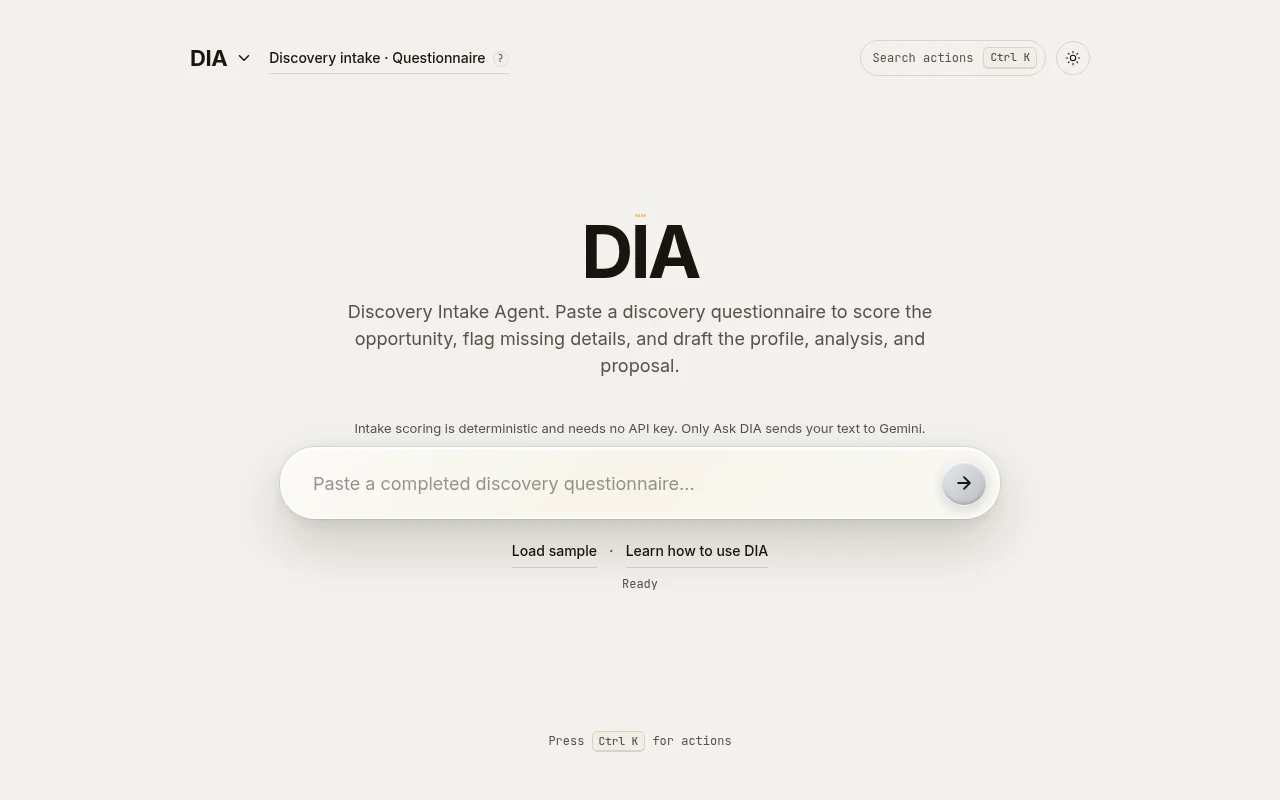 DIA
Discovery intake · Questionnaire ?
Search actions Ctrl K
DIA
Discovery Intake Agent. Paste a discovery questionnaire to score the
opportunity, flag missing details, and draft the profile, analysis, and
proposal.
Intake scoring is deterministic and needs no API key. Only Ask DIA sends your text to Gemini.
Paste a completed discovery questionnaire...
Load sample · Learn how to use DIA
Ready
Press Ctrl K for actions